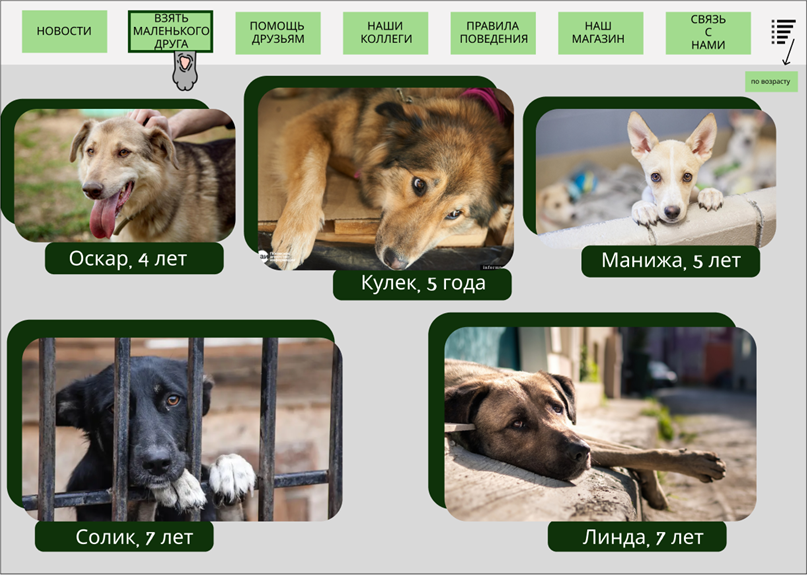 НОВОСТИ
ВЗЯТЬ
МАЛЕНЬКОГО
ДРУГА
ПОМОЩЬ
ДРУЗЬЯМ
НАШИ
КОЛЛЕГИ
ПРАВИЛА
ПОВЕДЕНИЯ
НАШ
МАГАЗИН
СВЯЗЬ
С
НАМИ
по возрасту
Оскар, 4 лет
Кулек, 5 года
Манижа, 5 лет
Солик, 7 лет
Линда, 7 лет